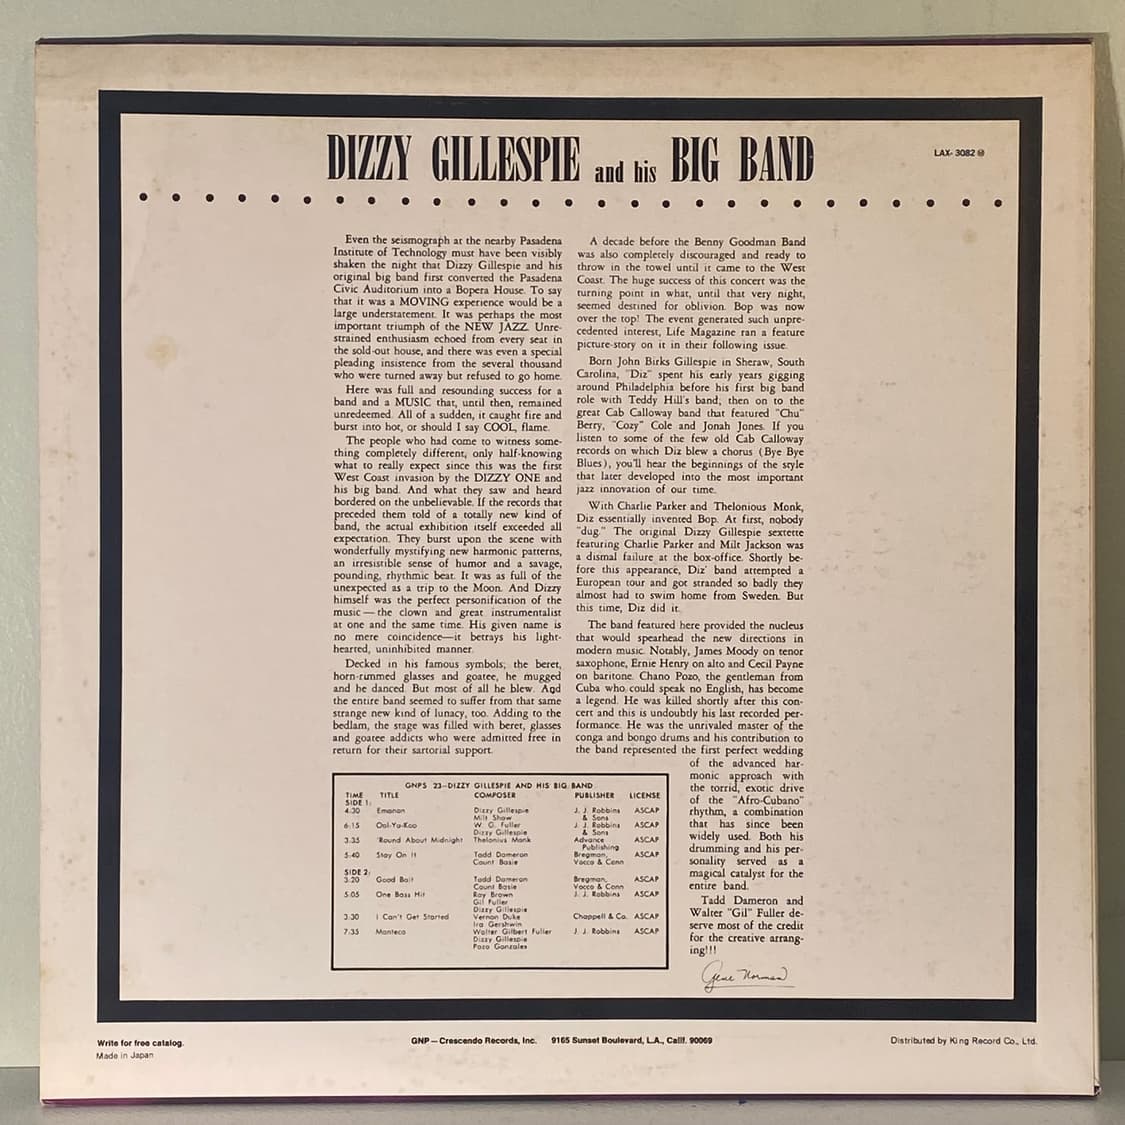 DIZZY GILLESPIE and his BIG BAND
LAX-3082 Ⓜ
Even the seismograph at the nearby Pasadena
Institute of Technology must have been visibly
shaken the night that Dizzy Gillespie and his
original big band first converted the Pasadena
Civic Auditorium into a Bopera House. To say
that it was a MOVING experience would be a
large understatement. It was perhaps the most
important triumph of the NEW JAZZ. Unre-
strained enthusiasm echoed from every seat in
the sold-out house, and there was even a special
pleading insistence from the several thousand
who were turned away but refused to go home.
Here was full and resounding success for a
band and a MUSIC that, until then, remained
unredeemed. All of a sudden, it caught fire and
burst into hot, or should I say COOL, flame.
The people who had come to witness some-
thing completely different, only half-knowing
what to really expect since this was the first
West Coast invasion by the DIZZY ONE and
his big band. And what they saw and heard
bordered on the unbelievable. If the records that
preceded them told of a totally new kind of
band, the actual exhibition itself exceeded all
expectation. They burst upon the scene with
wonderfully mystifying new harmonic patterns,
an irresistible sense of humor and a savage,
pounding, rhythmic beat. It was as full of the
unexpected as a trip to the Moon. And Dizzy
himself was the perfect personification of the
music—the clown and great instrumentalist
at one and the same time. His given name is
no mere coincidence—it betrays his light-
hearted, uninhibited manner.
Decked in his famous symbols; the beret,
horn-rimmed glasses and goatee, he mugged
and he danced. But most of all he blew. And
the entire band seemed to suffer from that same
strange new kind of lunacy, too. Adding to the
bedlam, the stage was filled with beret, glasses
and goatee addicts who were admitted free in
return for their sartorial support.
A decade before the Benny Goodman Band
was also completely discouraged and ready to
throw in the towel until it came to the West
Coast. The huge success of this concert was the
turning point in what, until that very night,
seemed destined for oblivion. Bop was now
over the top! The event generated such unpre-
cedented interest, Life Magazine ran a feature
picture-story on it in their following issue.
Born John Birks Gillespie in Sheraw, South
Carolina, "Diz" spent his early years gigging
around Philadelphia before his first big band
role with Teddy Hill's band; then on to the
great Cab Calloway band that featured "Chu"
Berry, "Cozy" Cole and Jonah Jones. If you
listen to some of the few old Cab Calloway
records on which Diz blew a chorus (Bye Bye
Blues), you'll hear the beginnings of the style
that later developed into the most important
jazz innovation of our time.
With Charlie Parker and Thelonious Monk,
Diz essentially invented Bop. At first, nobody
"dug." The original Dizzy Gillespie sextette
featuring Charlie Parker and Milt Jackson was
a dismal failure at the box-office. Shortly be-
fore this appearance, Diz' band attempted a
European tour and got stranded so badly they
almost had to swim home from Sweden. But
this time, Diz did it.
The band featured here provided the nucleus
that would spearhead the new directions in
modern music. Notably, James Moody on tenor
saxophone, Ernie Henry on alto and Cecil Payne
on baritone. Chano Pozo, the gentleman from
Cuba who could speak no English, has become
a legend. He was killed shortly after this con-
cert and this is undoubtly his last recorded per-
formance. He was the unrivaled master of the
conga and bongo drums and his contribution to
the band represented the first perfect wedding
of the advanced har-
monic approach with
the torrid, exotic drive
of the "Afro-Cubano"
rhythm, a combination
that has since been
widely used. Both his
drumming and his per-
sonality served as a
magical catalyst for the
entire band.
Tadd Dameron and
Walter "Gil" Fuller de-
serve most of the credit
for the creative arrang-
ing!!!
Gene Norman
GNPS 23—DIZZY GILLESPIE AND HIS BIG BAND
TIME TITLE COMPOSER PUBLISHER LICENSE
SIDE 1:
4:30 Emanon Dizzy Gillespie J. J. Robbins ASCAP
Milt Shaw & Sons
6:15 Ool-Ya-Koo W. G. Fuller J. J. Robbins ASCAP
Dizzy Gillespie & Sons
3:35 'Round About Midnight Thelonius Monk Advance ASCAP
Publishing
5:40 Stay On It Tadd Dameron Bregman, ASCAP
Count Basie Vocco & Conn
SIDE 2:
3:20 Good Bait Tadd Dameron Bregman, ASCAP
Count Basie Vocco & Conn
5:05 One Bass Hit Ray Brown J. J. Robbins ASCAP
Gil Fuller
Dizzy Gillespie
3:30 I Can't Get Started Vernon Duke Chappell & Co. ASCAP
Ira Gershwin
7:35 Manteca Walter Gilbert Fuller J. J. Robbins ASCAP
Dizzy Gillespie
Pozo Gonzales
Write for free catalog.
Made in Japan
GNP—Crescendo Records, Inc. 9165 Sunset Boulevard, L.A., Calif. 90069
Distributed by King Record Co., Ltd.